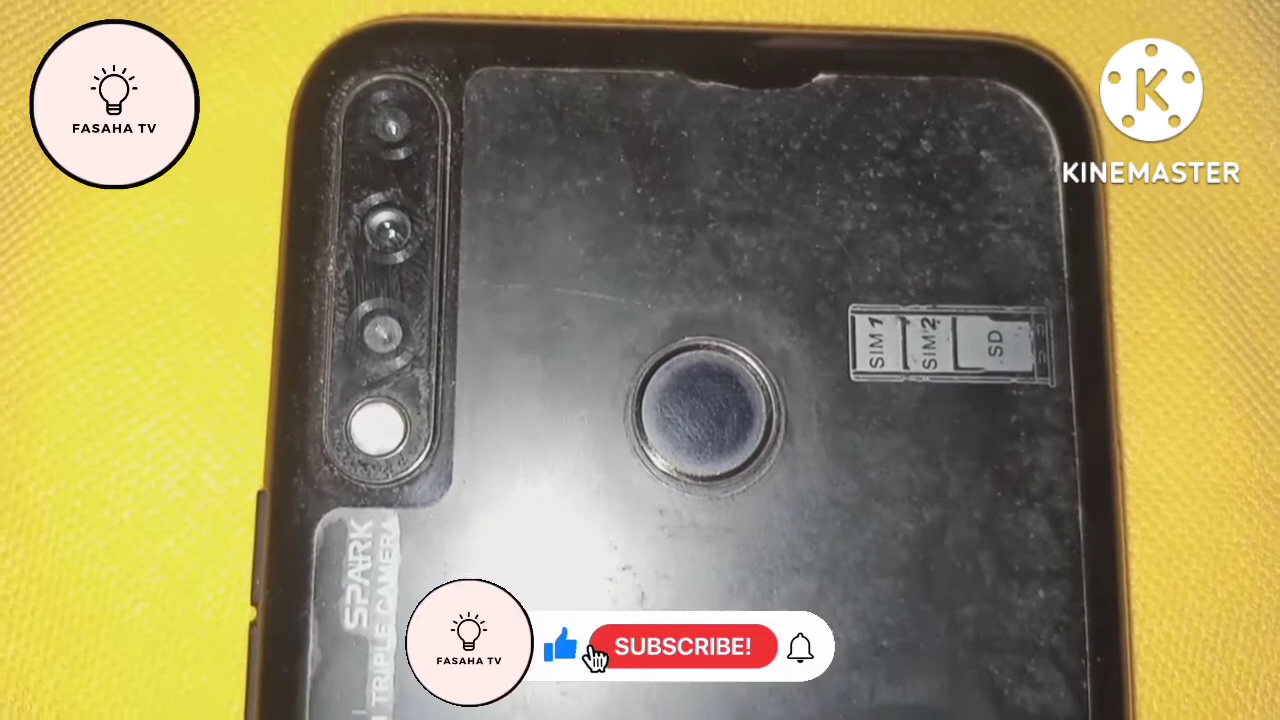 FASAHA TV
K
KINEMASTER
SIM 1
SIM 2
SD
SPARK
TRIPLE CAMERA
FASAHA TV
SUBSCRIBE!